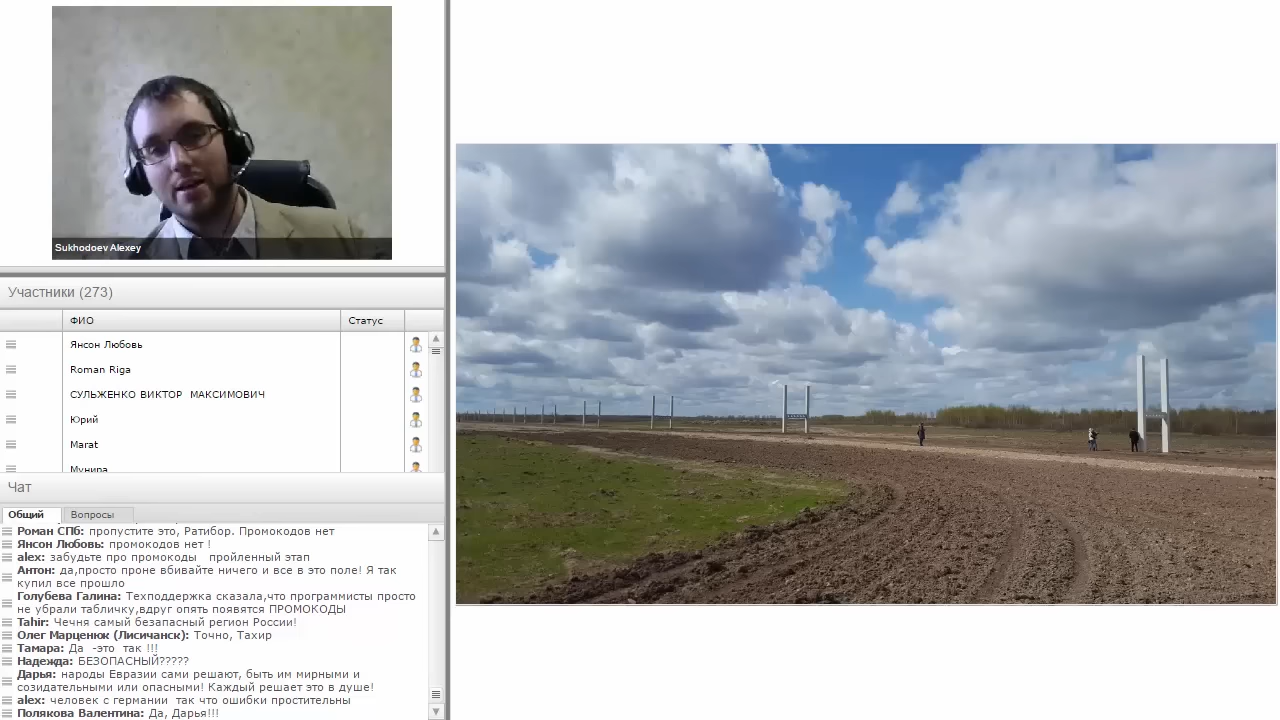 Sukhodoev Alexey
Участники (273)
ФИО
Статус
Янсон Любовь
Roman Riga
СУЛЬЖЕНКО ВИКТОР МАКСИМОВИЧ
Юрий
Marat
Мунира
Чат
Общий
Вопросы
Роман СПб: пропустите это, Ратибор. Промокодов нет
Янсон Любовь: промокодов нет !
alex: забудьте про промокоды пройленный этап
Антон: да,просто проне вбивайте ничего и все в это поле! Я так
купил все прошло
Голубева Галина: Техподдержка сказала,что программисты просто
не убрали табличку,вдруг опять появятся ПРОМОКОДЫ
Tahir: Чечня самый безапасный регион России!
Олег Марценюк (Лисичанск): Точно, Тахир
Тамара: Да -это так !!!
Надежда: БЕЗОПАСНЫЙ?????
Дарья: народы Евразии сами решают, быть им мирными и
созидательными или опасными! Каждый решает это в душе!
alex: человек с германии так что ошибки простительны
Полякова Валентина: Да, Дарья!!!